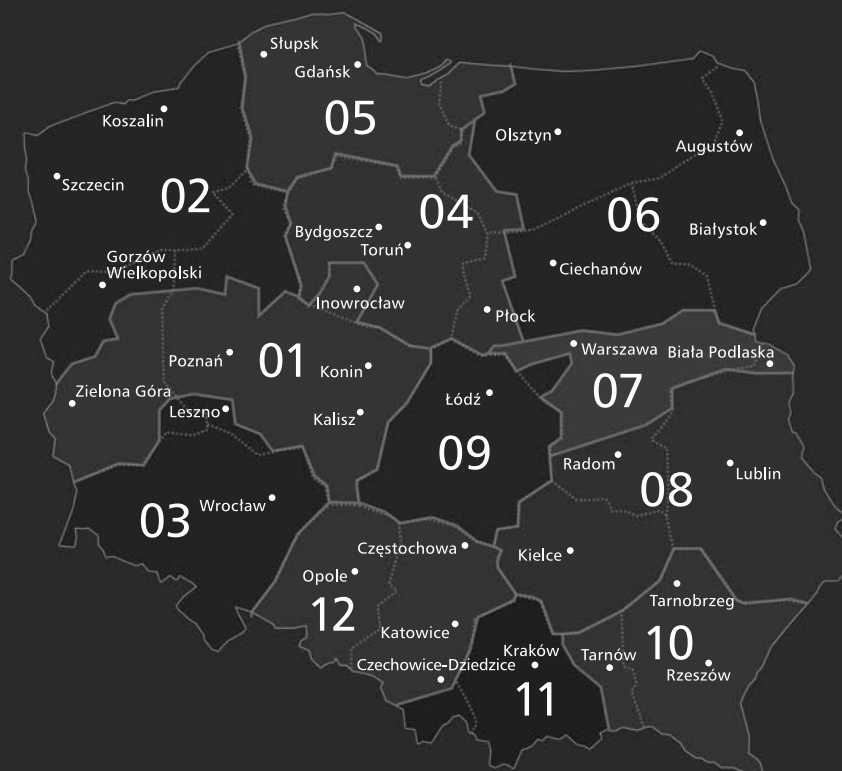 Słupsk
Gdańsk
05
Koszalin
Olsztyn
Augustów
Szczecin
02
04
06
Bydgoszcz
Toruń
Białystok
Gorzów
Wielkopolski
Ciechanów
Inowrocław
Płock
Poznań
01
Konin
Warszawa
Biała Podlaska
07
Zielona Góra
Leszno
Kalisz
Łódź
09
Radom
08
Lublin
03
Wrocław
Częstochowa
Kielce
Opole
12
Tarnobrzeg
Katowice
Kraków
Tarnów
10
Rzeszów
Czechowice-Dziedzice
11